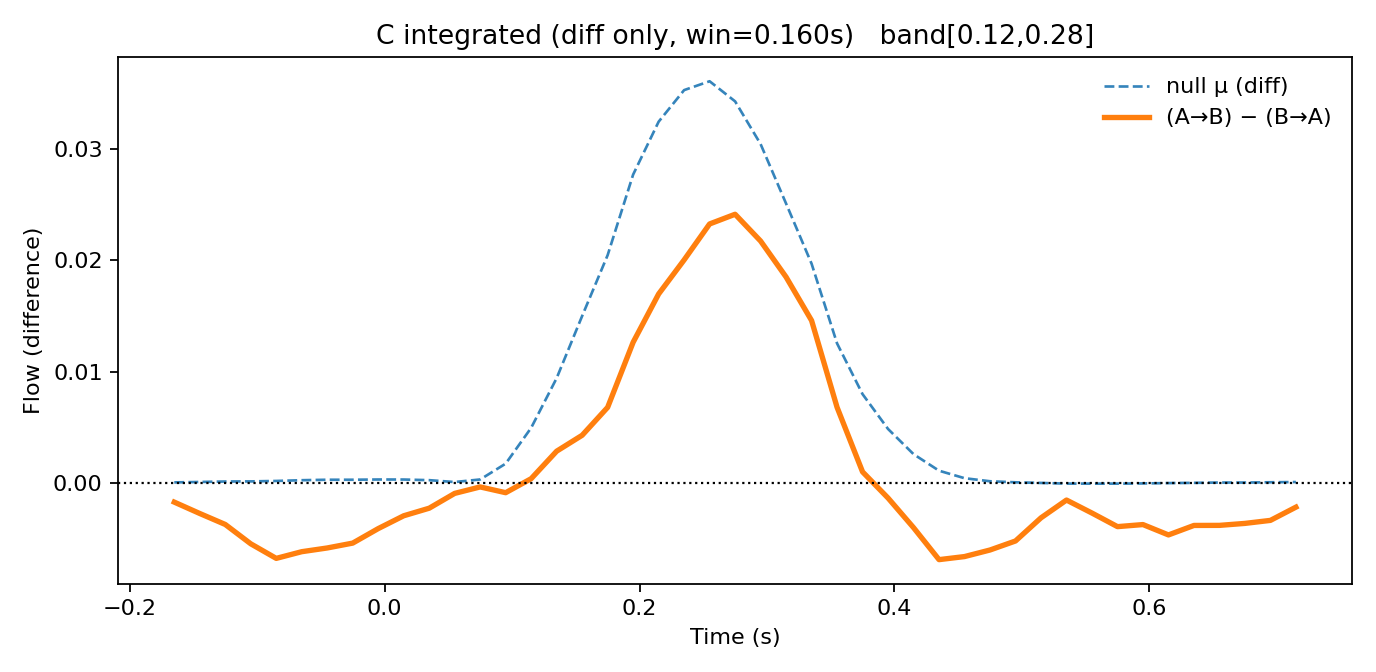 C integrated (diff only, win=0.160s)   band[0.12,0.28]
null μ (diff)
(A→B) − (B→A)
Flow (difference)
0.03
0.02
0.01
0.00
−0.2
0.0
0.2
0.4
0.6
Time (s)